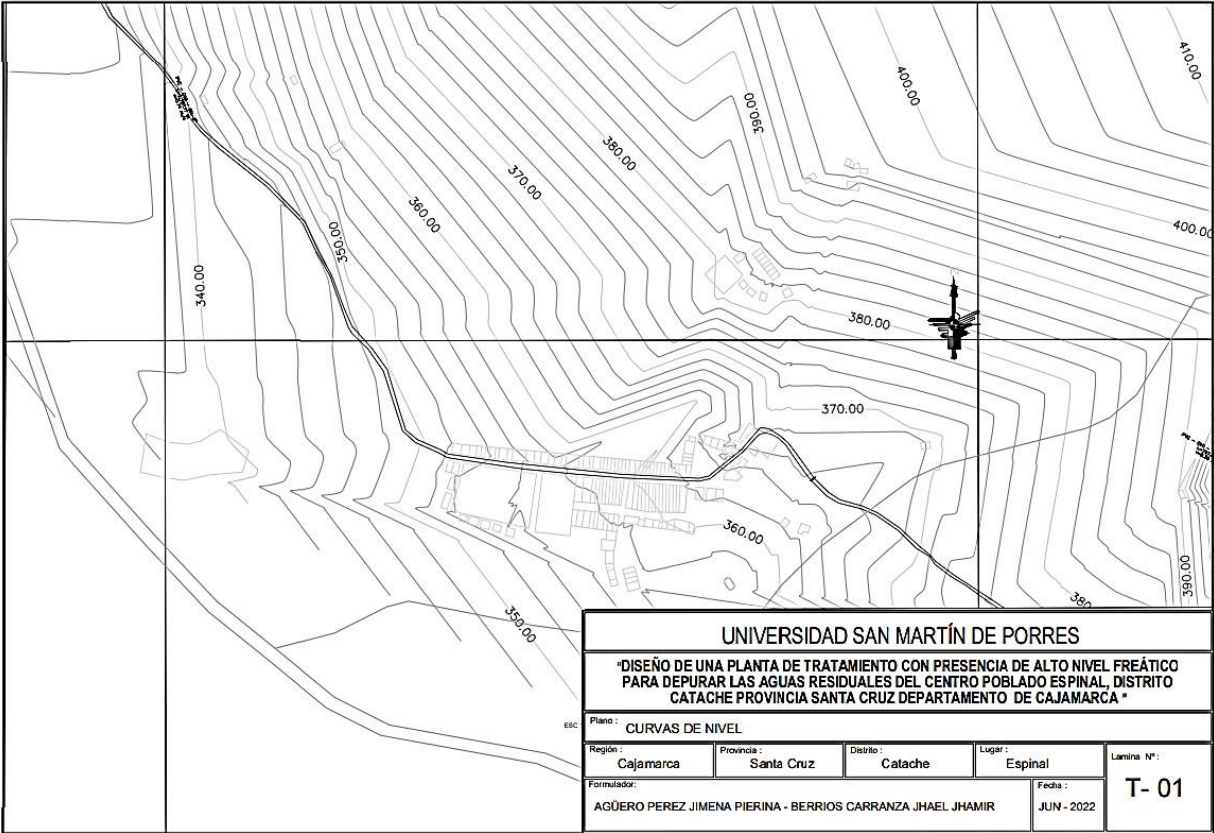 410.00
400.00
390.00
380.00
370.00
360.00
350.00
340.00
400.00
380.00
370.00
360.00
390.00
380
350.00
ESC
UNIVERSIDAD SAN MARTÍN DE PORRES
"DISEÑO DE UNA PLANTA DE TRATAMIENTO CON PRESENCIA DE ALTO NIVEL FREÁTICO
PARA DEPURAR LAS AGUAS RESIDUALES DEL CENTRO POBLADO ESPINAL, DISTRITO
CATACHE PROVINCIA SANTA CRUZ DEPARTAMENTO DE CAJAMARCA "
Plano : CURVAS DE NIVEL
Región : Provincia : Distrito : Lugar : Lamina Nº :
Cajamarca Santa Cruz Catache Espinal
T- 01
Formulador: Fecha :
AGÜERO PEREZ JIMENA PIERINA - BERRIOS CARRANZA JHAEL JHAMIR JUN - 2022